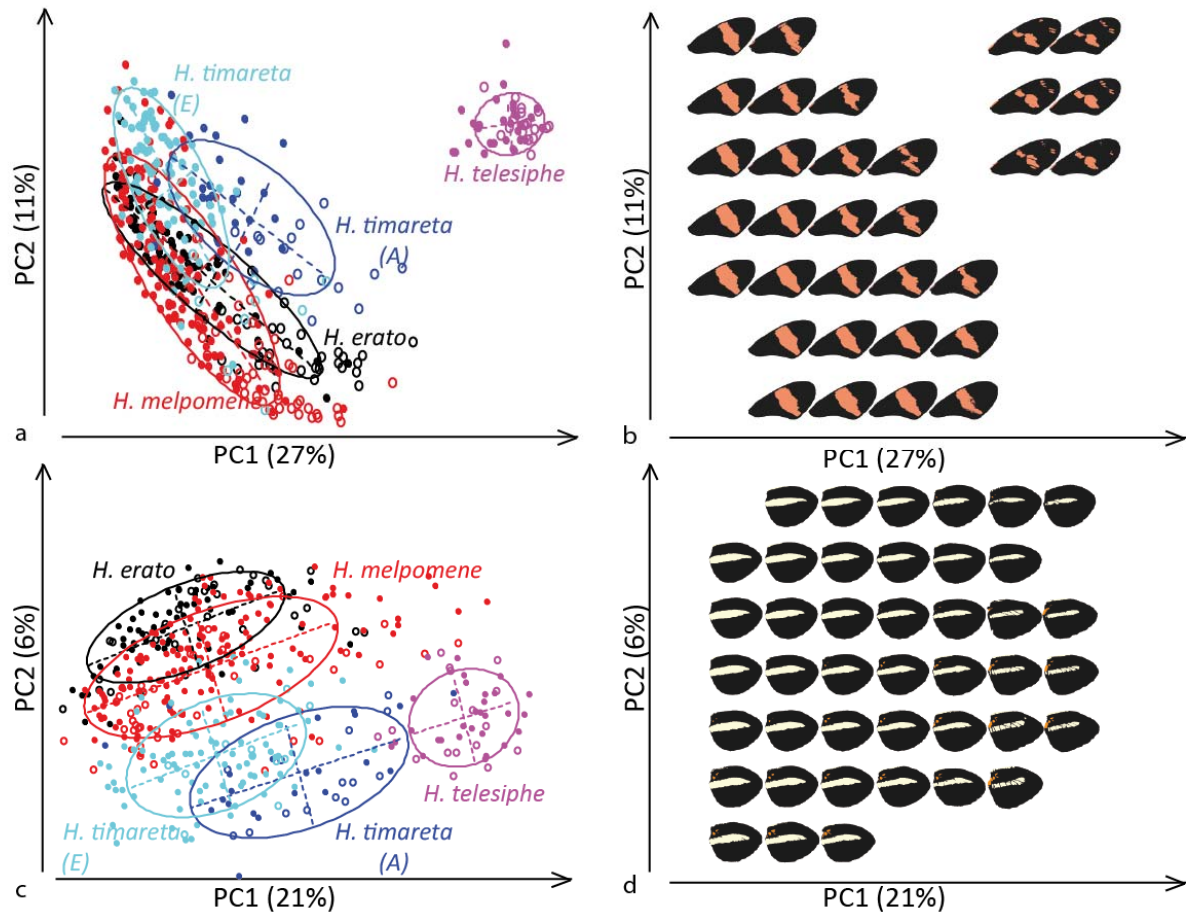 H. timareta
(E)
H. telesiphe
H. timareta
(A)
H. erato
H. melpomene
PC2 (11%)
a
PC1 (27%)
PC2 (11%)
b
PC1 (27%)
H. erato
H. melpomene
H. telesiphe
H. timareta
(E)
H. timareta
(A)
PC2 (6%)
c
PC1 (21%)
PC2 (6%)
d
PC1 (21%)